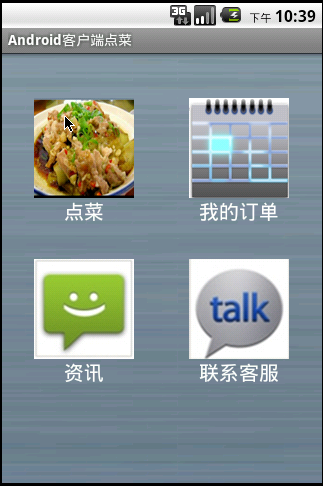 3G 下午 10:39
Android客户端点菜
点菜 我的订单
talk
资讯 联系客服